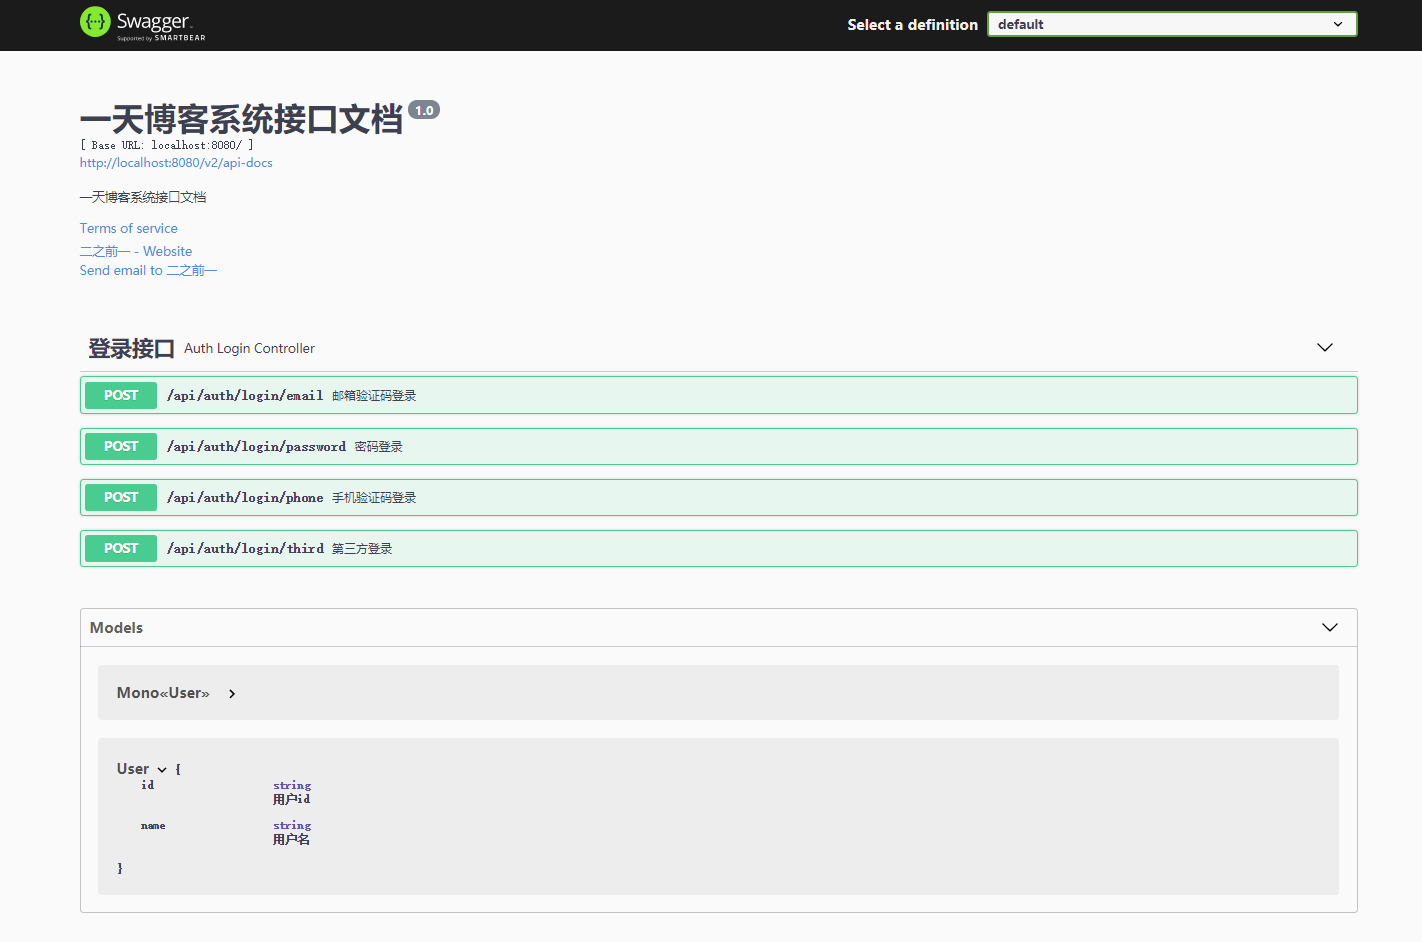 Swagger
Supported by SMARTBEAR
Select a definition
default
一天博客系统接口文档 1.0
[ Base URL: localhost:8080/ ]
http://localhost:8080/v2/api-docs
一天博客系统接口文档
Terms of service
二之前一 - Website
Send email to 二之前一
登录接口 Auth Login Controller
POST /api/auth/login/email 邮箱验证码登录
POST /api/auth/login/password 密码登录
POST /api/auth/login/phone 手机验证码登录
POST /api/auth/login/third 第三方登录
Models
Mono«User»
User {
id string
用户id
name string
用户名
}